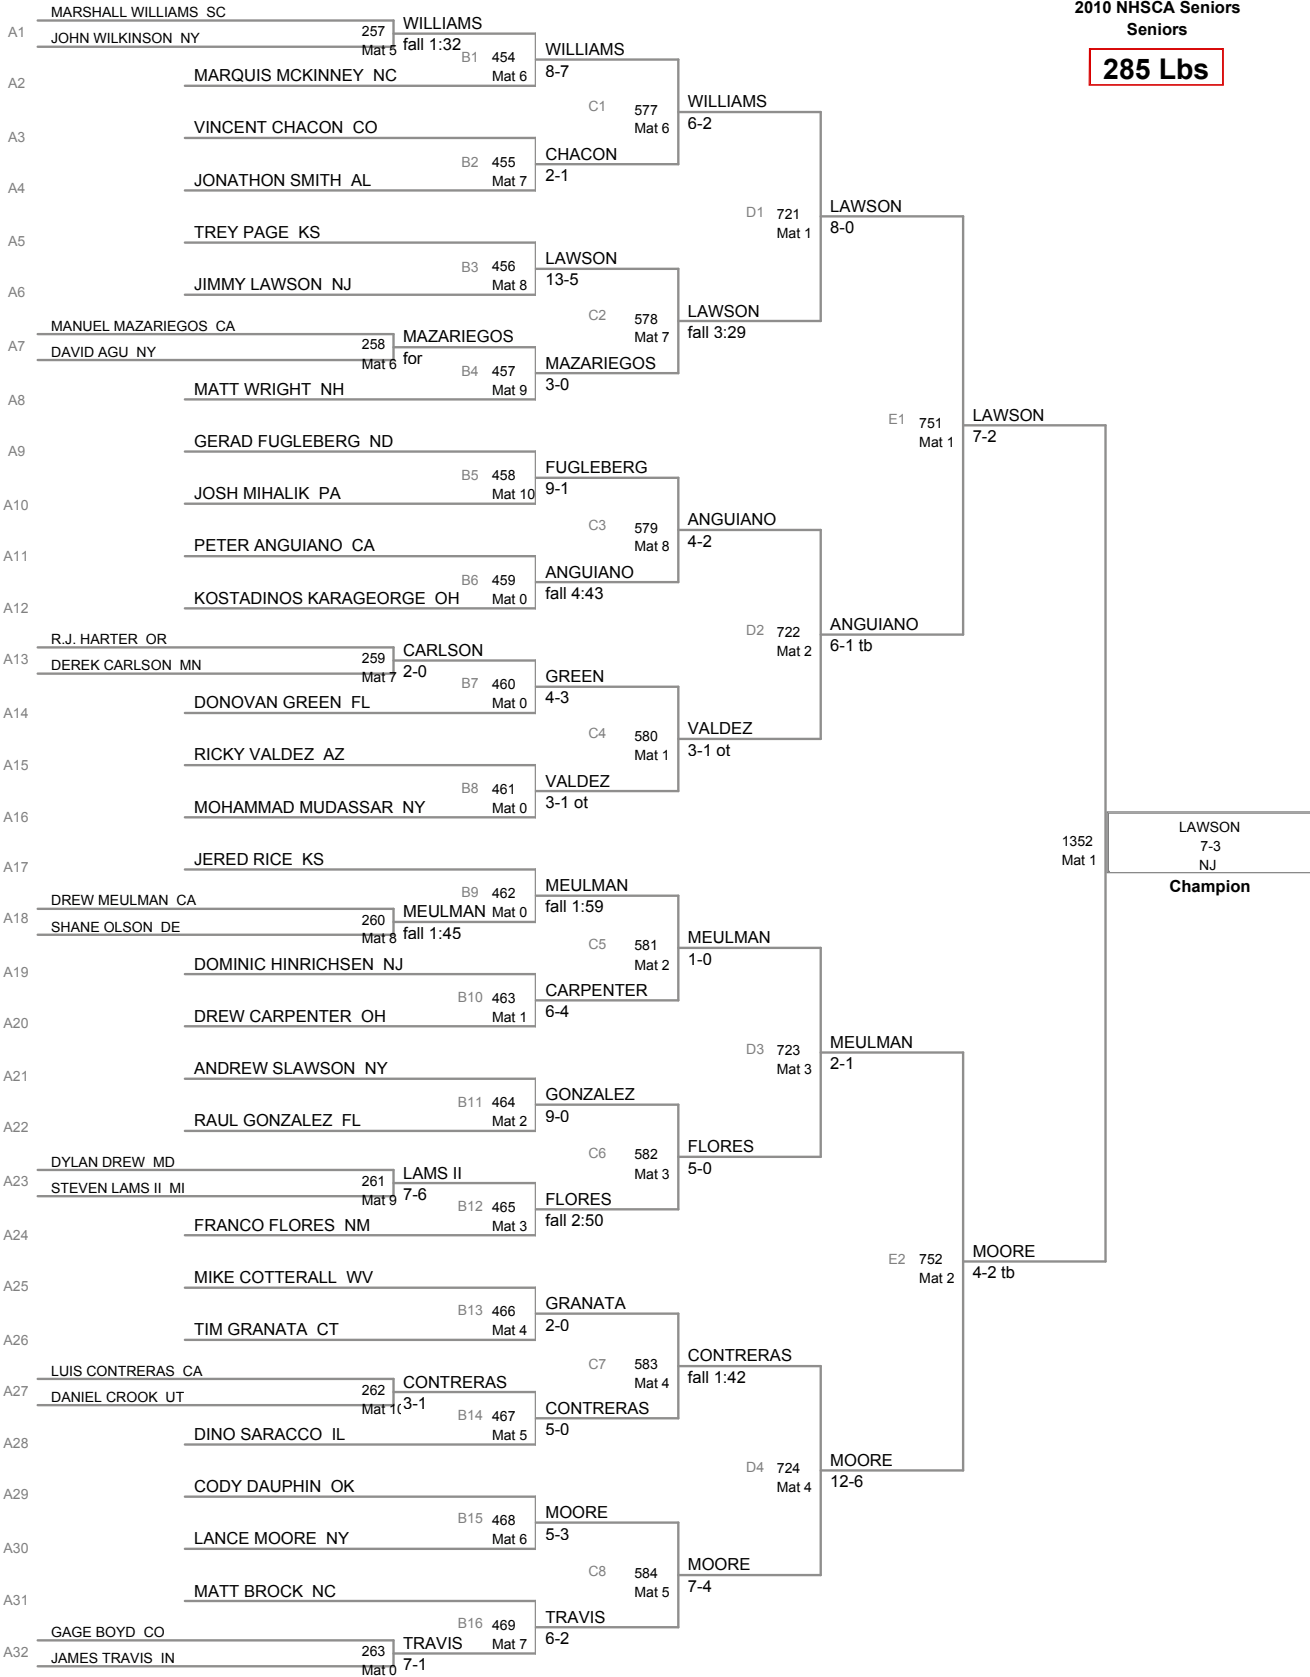 2010 NHSCA Seniors
Seniors
285 Lbs
MARSHALL WILLIAMS SC
A1
JOHN WILKINSON NY
257
Mat 5
WILLIAMS
fall 1:32
A2
MARQUIS MCKINNEY NC
B1 454
Mat 6
WILLIAMS
8-7
A3
VINCENT CHACON CO
A4
JONATHON SMITH AL
B2 455
Mat 7
CHACON
2-1
C1 577
Mat 6
WILLIAMS
6-2
A5
TREY PAGE KS
A6
JIMMY LAWSON NJ
B3 456
Mat 8
LAWSON
13-5
MANUEL MAZARIEGOS CA
A7
DAVID AGU NY
258
Mat 6
MAZARIEGOS
for
A8
MATT WRIGHT NH
B4 457
Mat 9
MAZARIEGOS
3-0
C2 578
Mat 7
LAWSON
fall 3:29
D1 721
Mat 1
LAWSON
8-0
A9
GERAD FUGLEBERG ND
A10
JOSH MIHALIK PA
B5 458
Mat 10
FUGLEBERG
9-1
A11
PETER ANGUIANO CA
A12
KOSTADINOS KARAGEORGE OH
B6 459
Mat 0
ANGUIANO
fall 4:43
C3 579
Mat 8
ANGUIANO
4-2
R.J. HARTER OR
A13
DEREK CARLSON MN
259
Mat 7
CARLSON
2-0
A14
DONOVAN GREEN FL
B7 460
Mat 0
GREEN
4-3
A15
RICKY VALDEZ AZ
A16
MOHAMMAD MUDASSAR NY
B8 461
Mat 0
VALDEZ
3-1 ot
C4 580
Mat 1
VALDEZ
3-1 ot
D2 722
Mat 2
ANGUIANO
6-1 tb
E1 751
Mat 1
LAWSON
7-2
A17
JERED RICE KS
DREW MEULMAN CA
A18
SHANE OLSON DE
260
Mat 8
MEULMAN
fall 1:45
B9 462
Mat 0
MEULMAN
fall 1:59
A19
DOMINIC HINRICHSEN NJ
A20
DREW CARPENTER OH
B10 463
Mat 1
CARPENTER
6-4
C5 581
Mat 2
MEULMAN
1-0
A21
ANDREW SLAWSON NY
A22
RAUL GONZALEZ FL
B11 464
Mat 2
GONZALEZ
9-0
DYLAN DREW MD
A23
STEVEN LAMS II MI
261
Mat 9
LAMS II
7-6
A24
FRANCO FLORES NM
B12 465
Mat 3
FLORES
fall 2:50
C6 582
Mat 3
FLORES
5-0
D3 723
Mat 3
MEULMAN
2-1
A25
MIKE COTTERALL WV
A26
TIM GRANATA CT
B13 466
Mat 4
GRANATA
2-0
LUIS CONTRERAS CA
A27
DANIEL CROOK UT
262
Mat 10
CONTRERAS
3-1
A28
DINO SARACCO IL
B14 467
Mat 5
CONTRERAS
5-0
C7 583
Mat 4
CONTRERAS
fall 1:42
A29
CODY DAUPHIN OK
A30
LANCE MOORE NY
B15 468
Mat 6
MOORE
5-3
A31
MATT BROCK NC
GAGE BOYD CO
A32
JAMES TRAVIS IN
263
Mat 0
TRAVIS
7-1
B16 469
Mat 7
TRAVIS
6-2
C8 584
Mat 5
MOORE
7-4
D4 724
Mat 4
MOORE
12-6
E2 752
Mat 2
MOORE
4-2 tb
1352
Mat 1
LAWSON
7-3
NJ
Champion